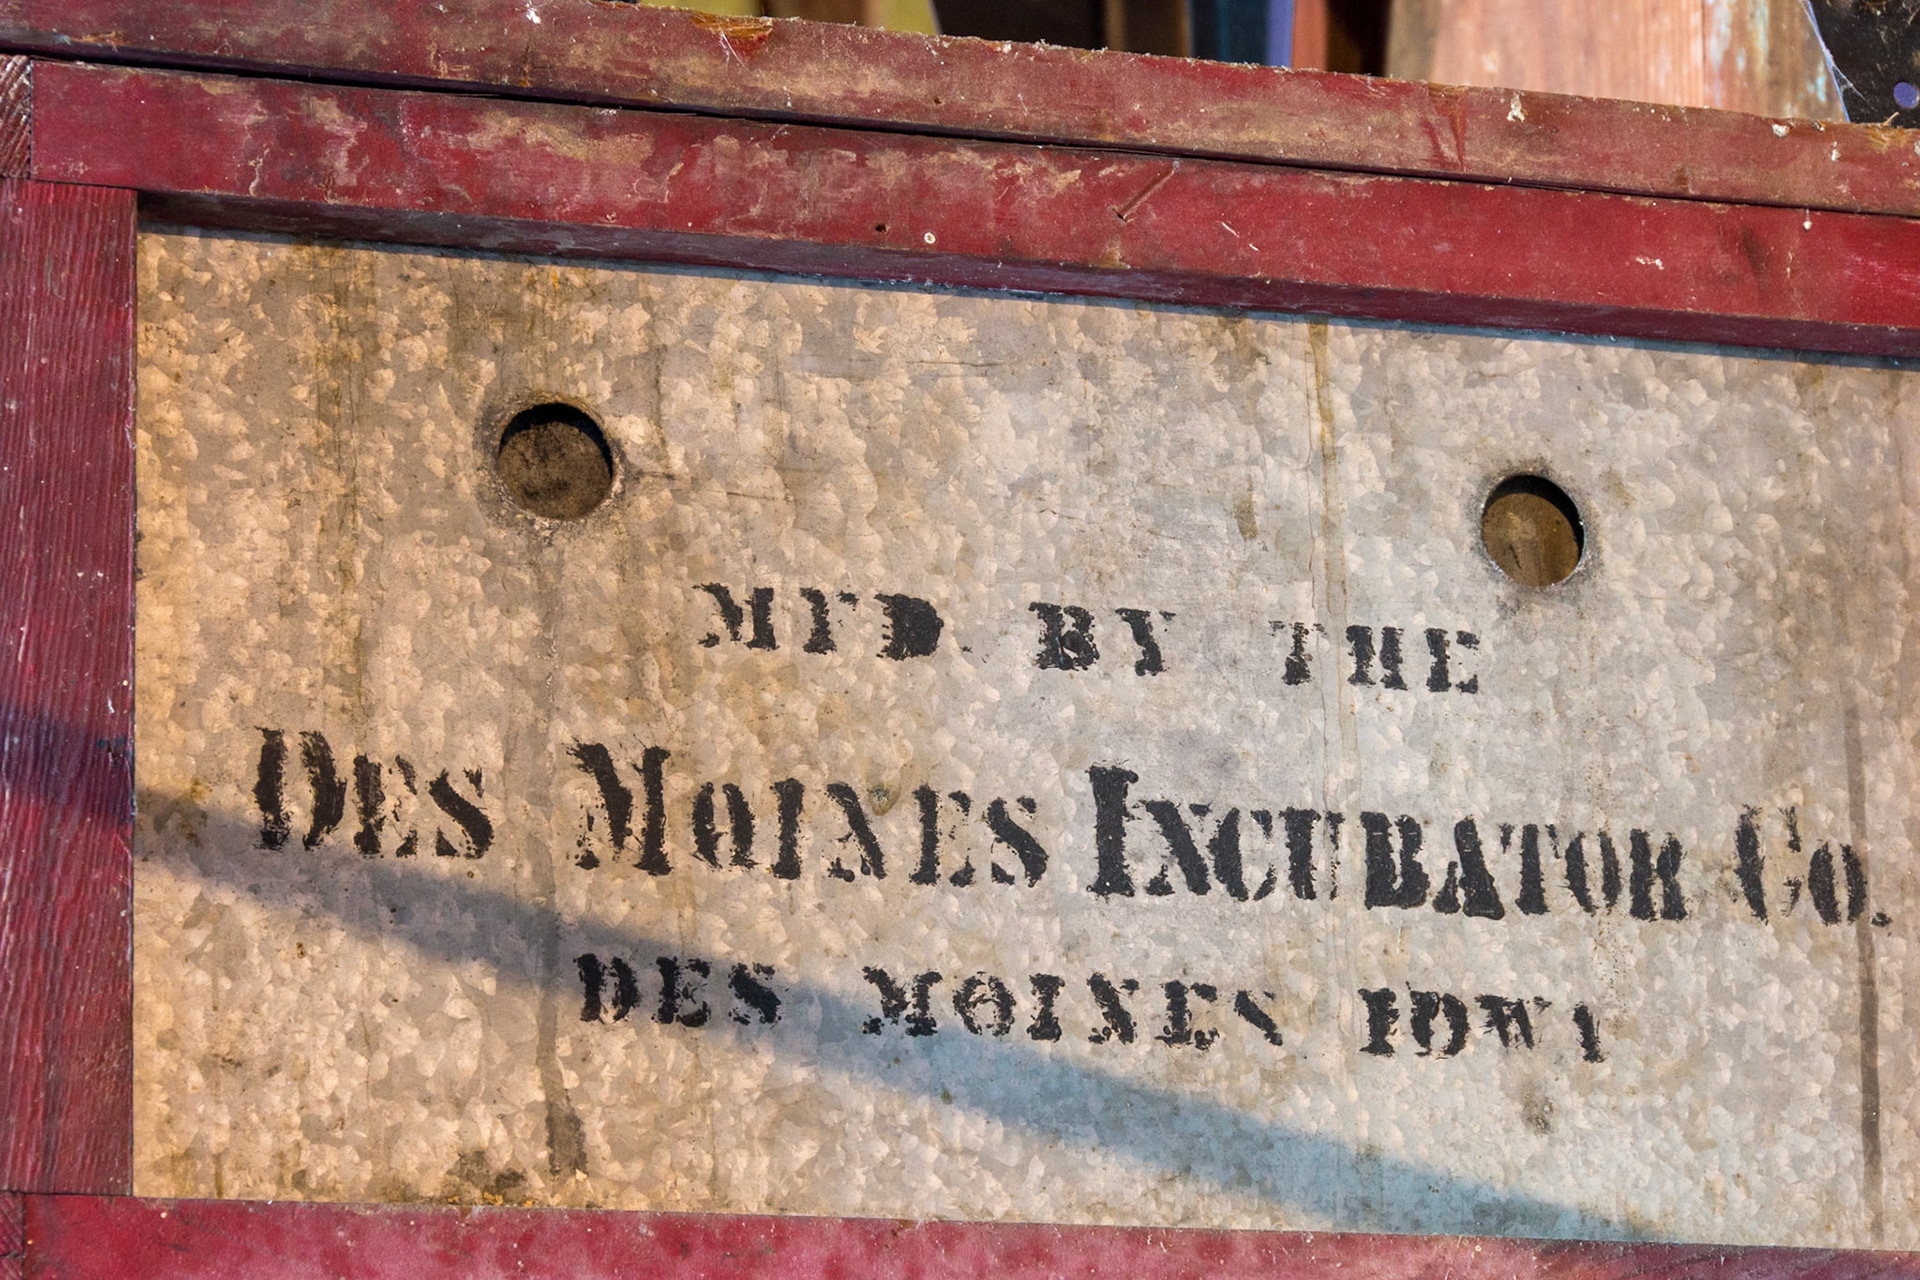 MFD. BY THE
DES MOINES INCUBATOR CO.
DES MOINES IOWA